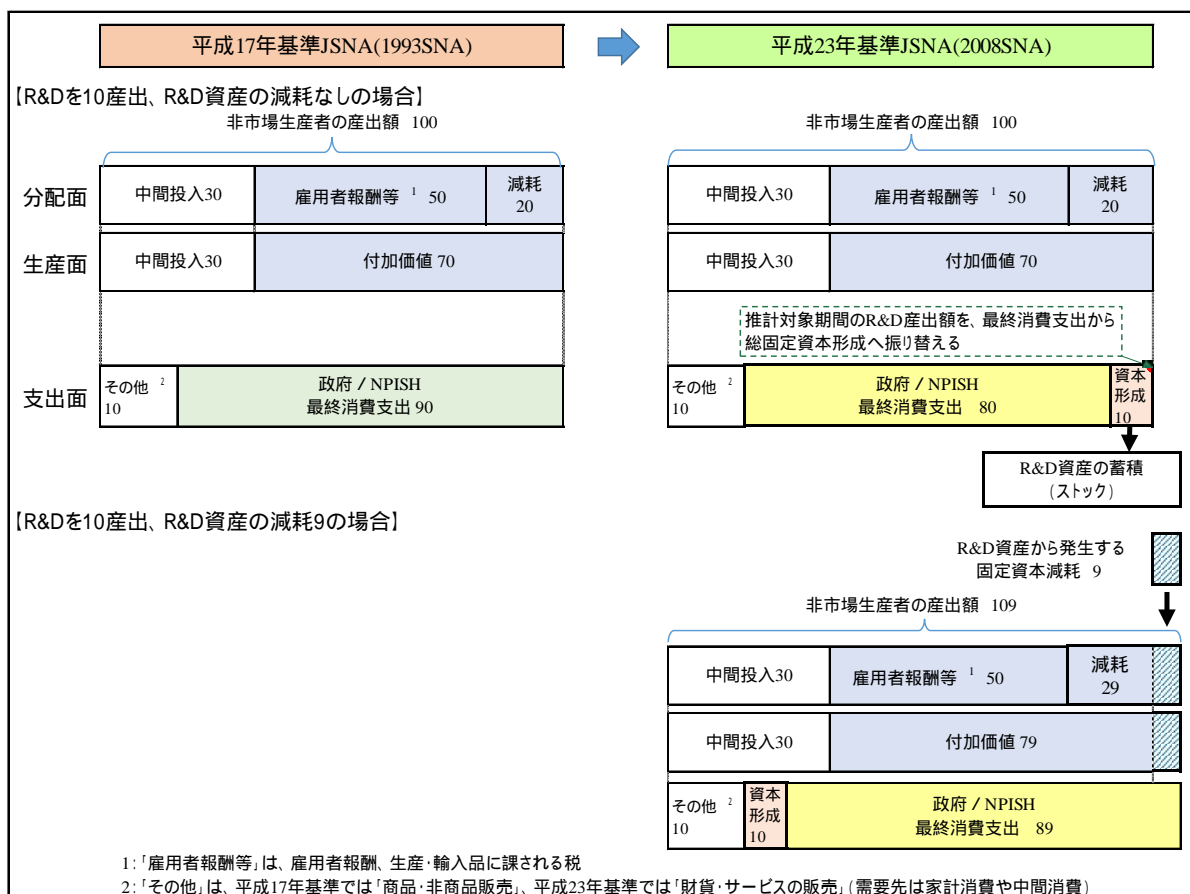 平成17年基準JSNA(1993SNA)
平成23年基準JSNA(2008SNA)
【R&Dを10産出、R&D資産の減耗なしの場合】
非市場生産者の産出額 100
非市場生産者の産出額 100
分配面
中間投入30
雇用者報酬等 1 50
減耗
20
中間投入30
雇用者報酬等 1 50
減耗
20
生産面
中間投入30
付加価値 70
中間投入30
付加価値 70
推計対象期間のR&D産出額を、最終消費支出から
総固定資本形成へ振り替える
支出面
その他 2
10
政府/NPISH
最終消費支出 90
その他 2
10
政府/NPISH
最終消費支出 80
資本
形成
10
R&D資産の蓄積
(ストック)
【R&Dを10産出、R&D資産の減耗9の場合】
R&D資産から発生する
固定資本減耗 9
非市場生産者の産出額 109
中間投入30
雇用者報酬等 1 50
減耗
29
中間投入30
付加価値 79
その他 2
10
資本
形成
10
政府/NPISH
最終消費支出 89
1:「雇用者報酬等」は、雇用者報酬、生産・輸入品に課される税
2:「その他」は、平成17年基準では「商品・非商品販売」、平成23年基準では「財貨・サービスの販売」(需要先は家計消費や中間消費)